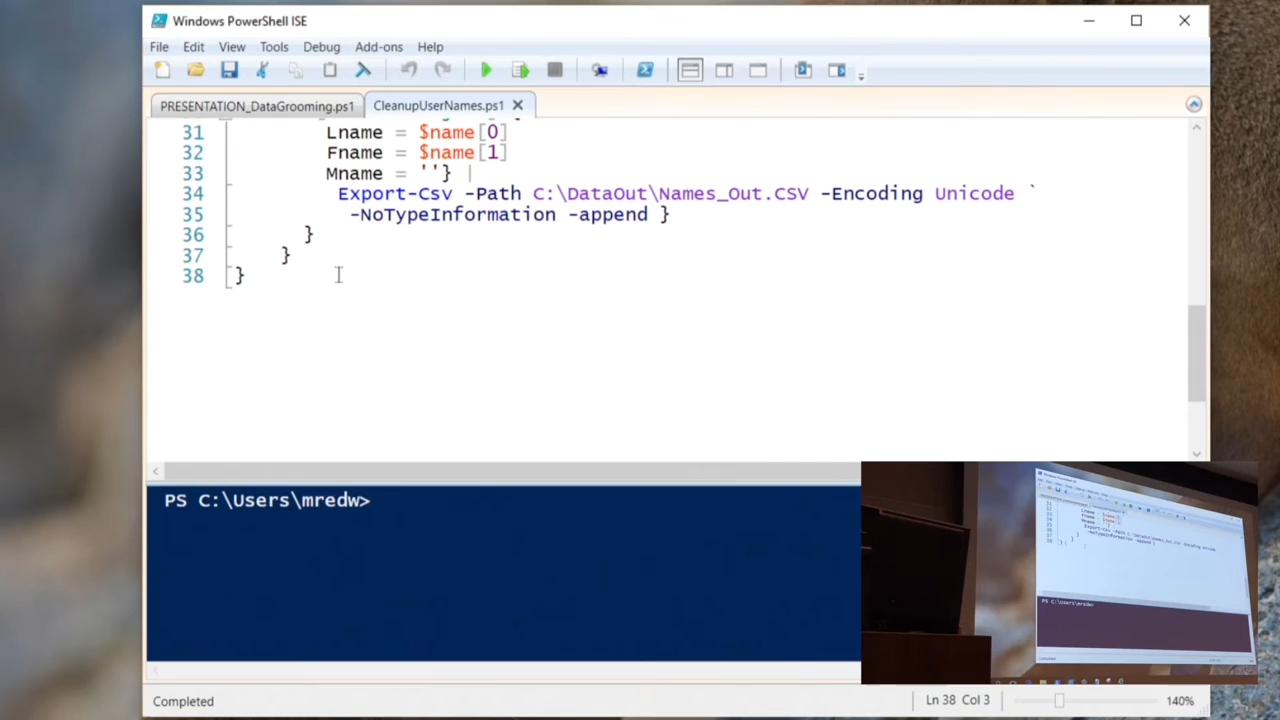 Windows PowerShell ISE
File Edit View Tools Debug Add-ons Help
PRESENTATION_DataGrooming.ps1 CleanupUserNames.ps1
31 Lname = $name[0]
32 Fname = $name[1]
33 Mname = ''} |
34 Export-Csv -Path C:\DataOut\Names_Out.CSV -Encoding Unicode `
35 -NoTypeInformation -append }
36 }
37 }
38 }
PS C:\Users\mredw>
Completed Ln 38 Col 3 140%